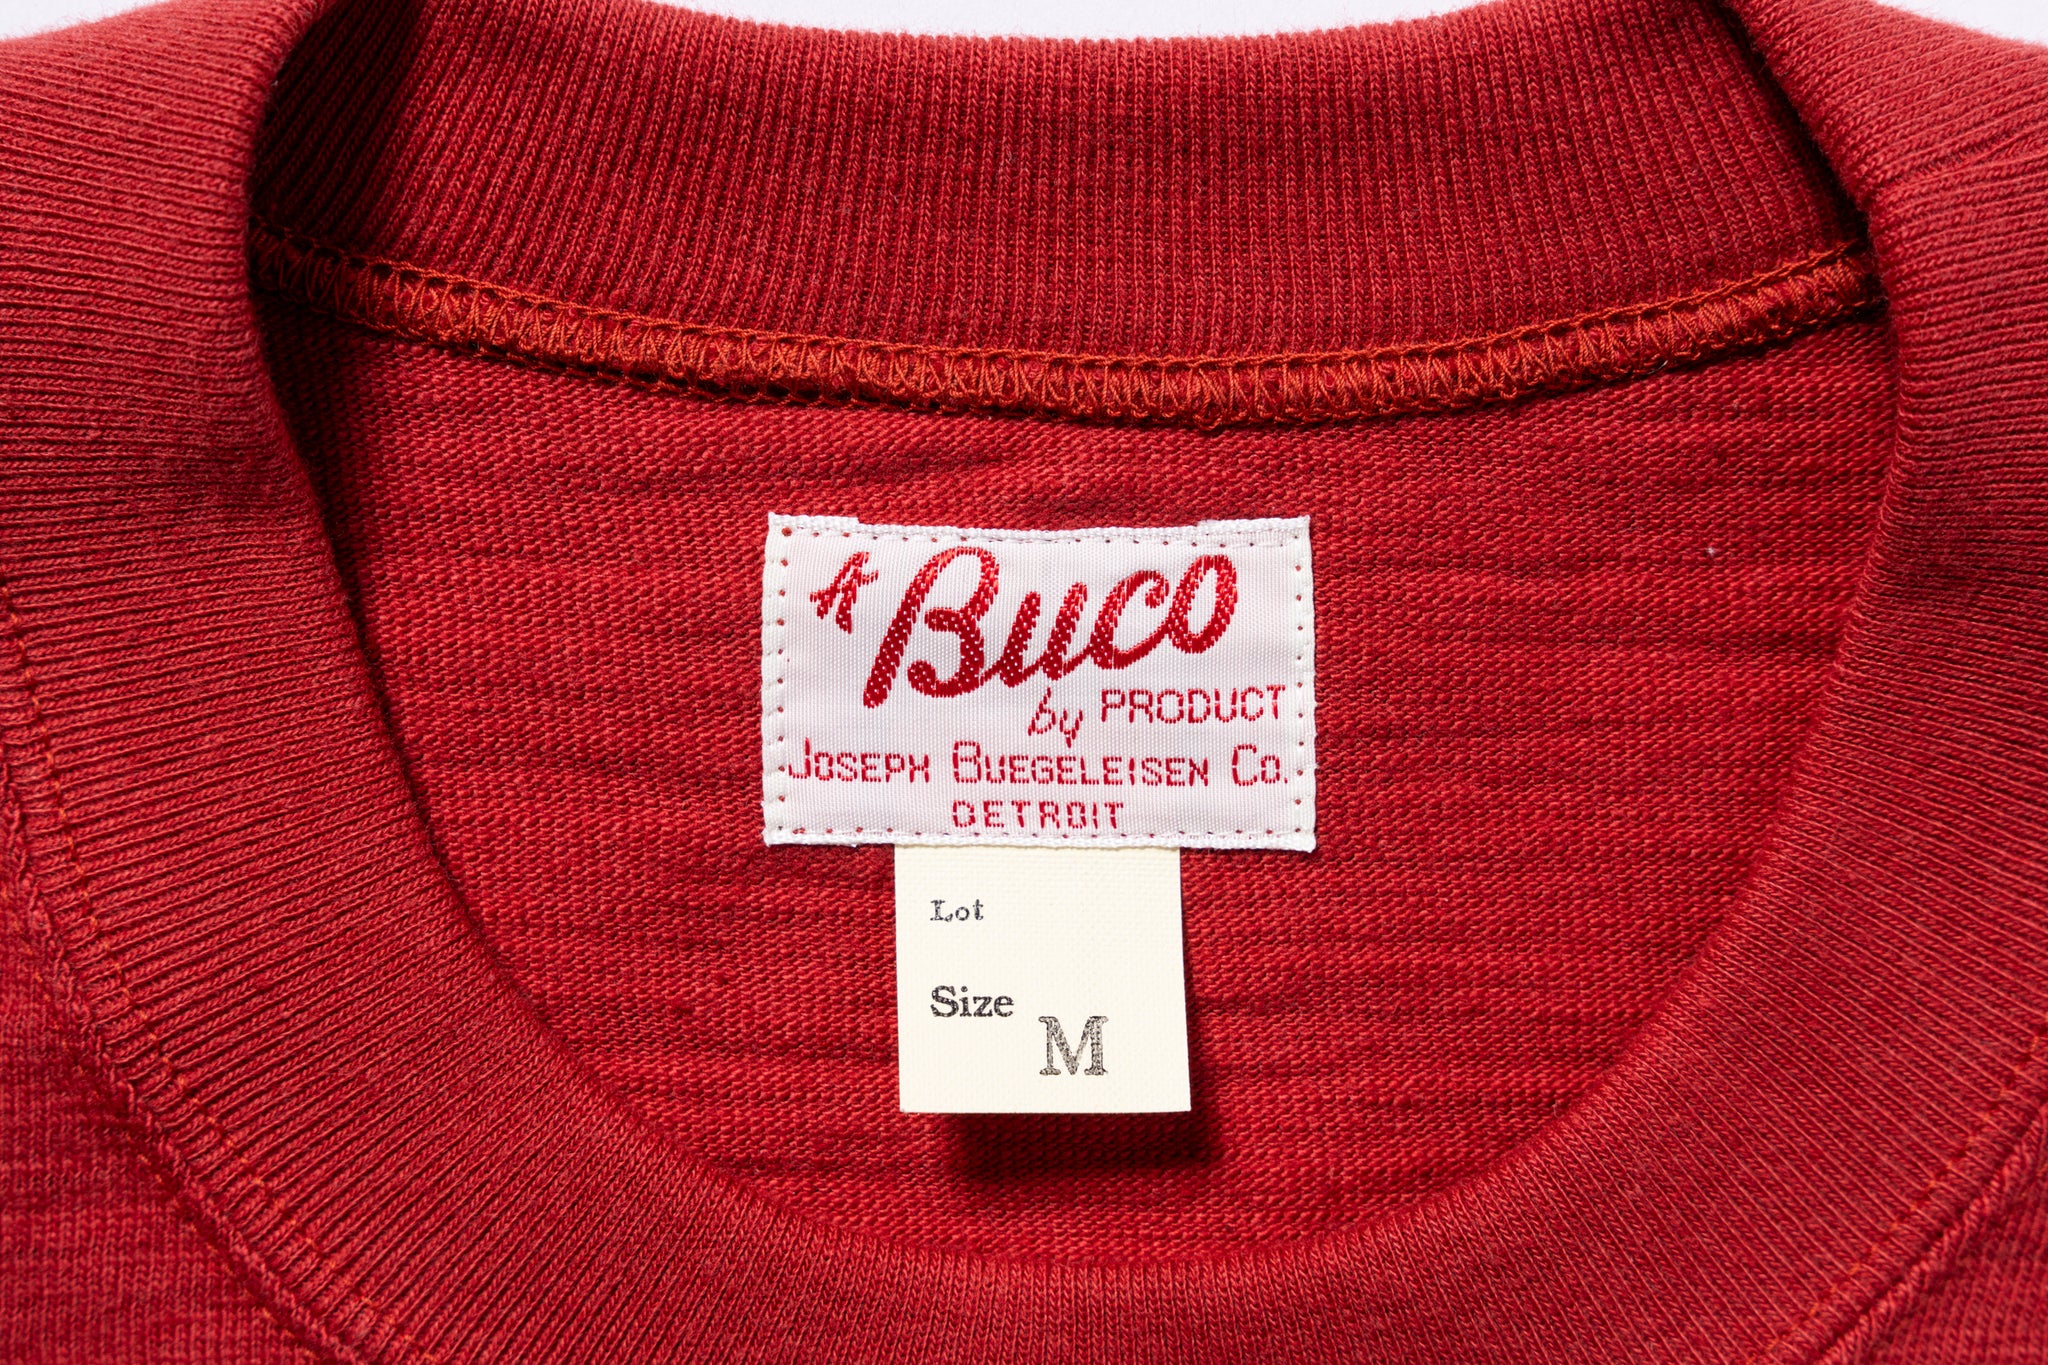 A Buco
by PRODUCT
JOSEPH BUEGELEISEN CO.
DETROIT
Lot
Size M